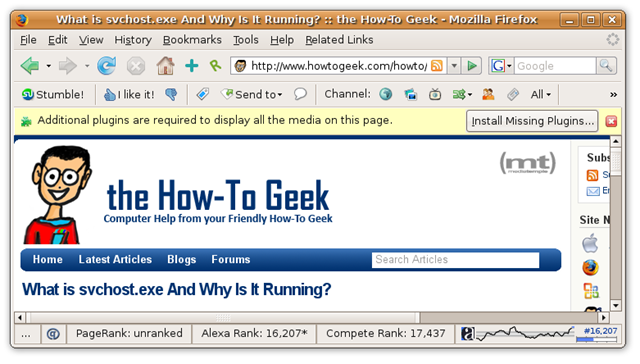 What is svchost.exe And Why Is It Running? :: the How-To Geek - Mozilla Firefox
File Edit View History Bookmarks Tools Help Related Links
http://www.howtogeek.com/howto/ G Google
Stumble! I like it! Send to Channel: All »
Additional plugins are required to display all the media on this page. Install Missing Plugins...
(mt)
mediatemple
Subs
the How-To Geek
Su
Computer Help from your Friendly How-To Geek
En
Site N
Home Latest Articles Blogs Forums Search Articles
What is svchost.exe And Why Is It Running?
... @ PageRank: unranked Alexa Rank: 16,207* Compete Rank: 17,437 a #16,207